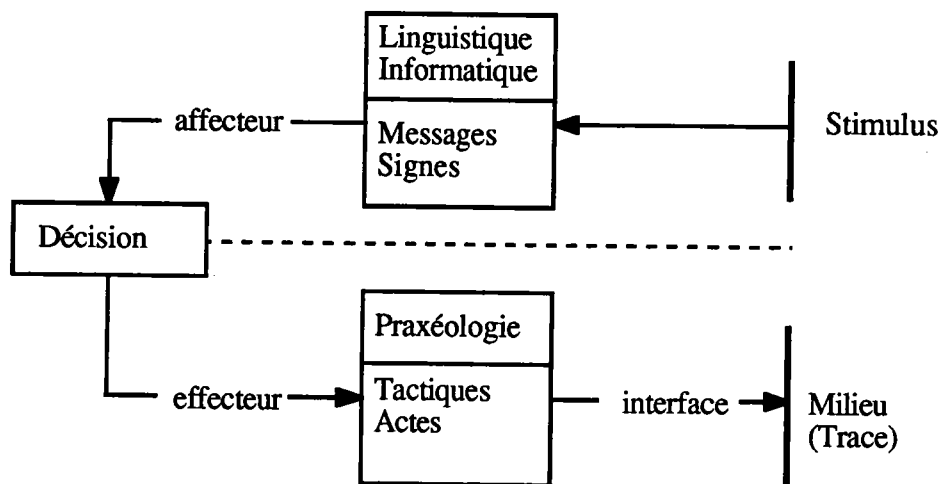 Linguistique
Informatique
affecteur
Messages
Signes
Stimulus
Décision
Praxéologie
effecteur
Tactiques
Actes
interface
Milieu
(Trace)